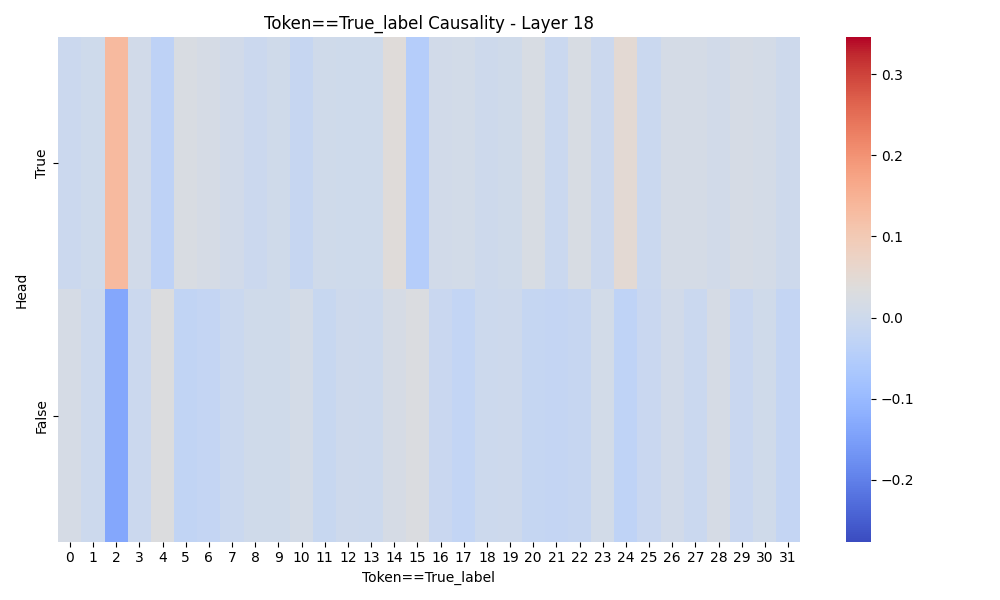 Token==True_label Causality - Layer 18
Head
True
False
0 1 2 3 4 5 6 7 8 9 10 11 12 13 14 15 16 17 18 19 20 21 22 23 24 25 26 27 28 29 30 31
Token==True_label
0.3
0.2
0.1
0.0
−0.1
−0.2